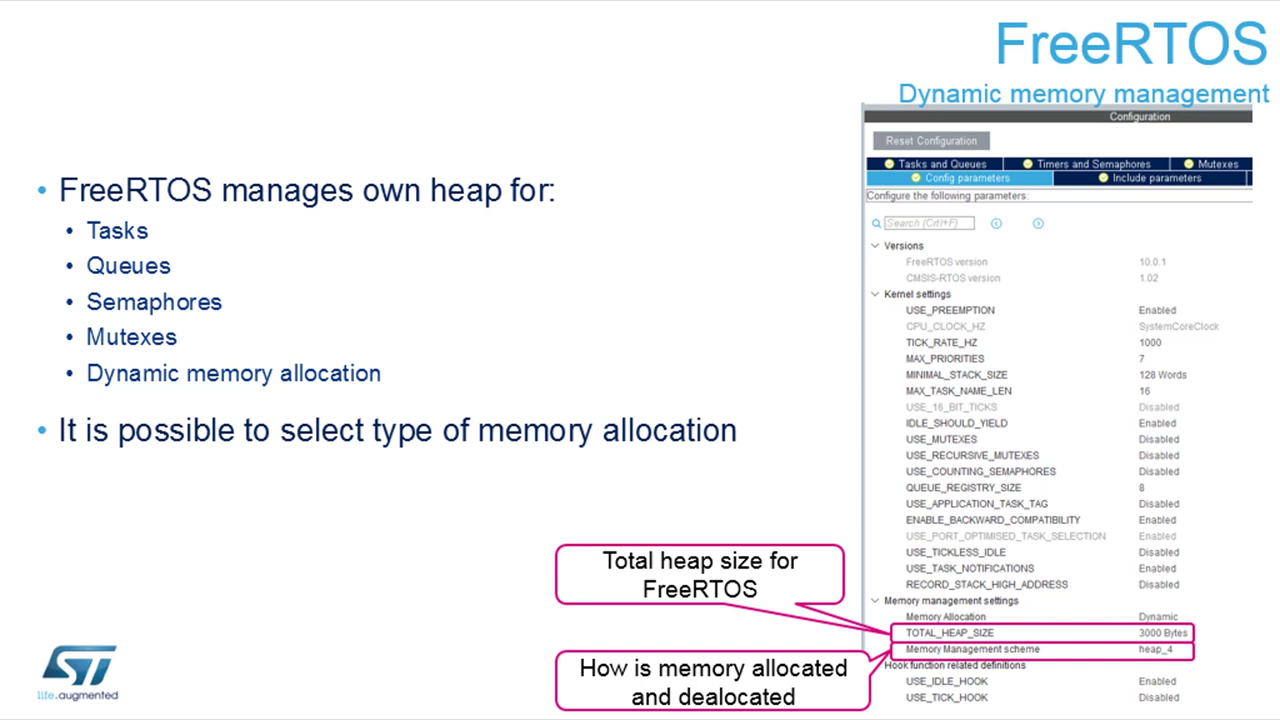 FreeRTOS
Dynamic memory management
• FreeRTOS manages own heap for:
• Tasks
• Queues
• Semaphores
• Mutexes
• Dynamic memory allocation
• It is possible to select type of memory allocation
Configuration
Reset Configuration
Tasks and Queues Timers and Semaphores Mutexes
Config parameters Include parameters
Configure the following parameters:
Search (Crtl+F)
Versions
FreeRTOS version 10.0.1
CMSIS-RTOS version 1.02
Kernel settings
USE_PREEMPTION Enabled
CPU_CLOCK_HZ SystemCoreClock
TICK_RATE_HZ 1000
MAX_PRIORITIES 7
MINIMAL_STACK_SIZE 128 Words
MAX_TASK_NAME_LEN 16
USE_16_BIT_TICKS Disabled
IDLE_SHOULD_YIELD Enabled
USE_MUTEXES Disabled
USE_RECURSIVE_MUTEXES Disabled
USE_COUNTING_SEMAPHORES Disabled
QUEUE_REGISTRY_SIZE 8
USE_APPLICATION_TASK_TAG Disabled
ENABLE_BACKWARD_COMPATIBILITY Enabled
USE_PORT_OPTIMISED_TASK_SELECTION Enabled
USE_TICKLESS_IDLE Disabled
USE_TASK_NOTIFICATIONS Enabled
RECORD_STACK_HIGH_ADDRESS Disabled
Memory management settings
Memory Allocation Dynamic
TOTAL_HEAP_SIZE 3000 Bytes
Memory Management scheme heap_4
Hook function related definitions
USE_IDLE_HOOK Enabled
USE_TICK_HOOK Disabled
Total heap size for
FreeRTOS
How is memory allocated
and dealocated
ST
life.augmented